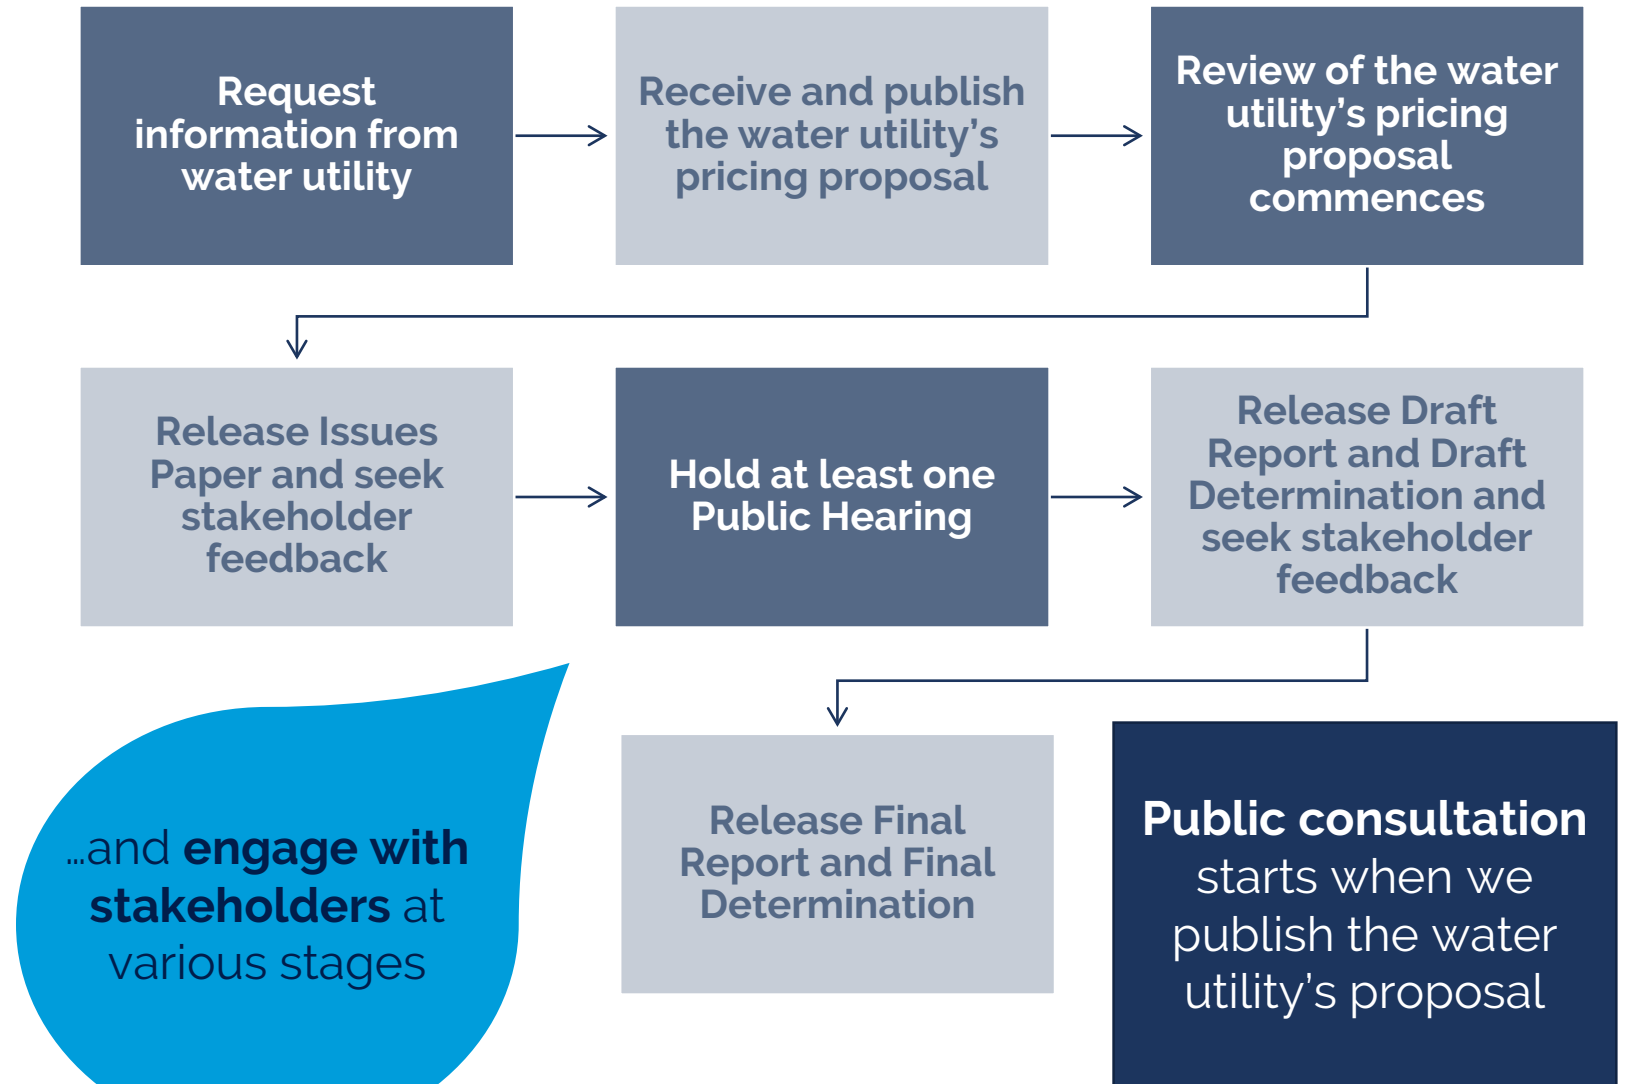 Request
information from
water utility
Receive and publish
the water utility's
pricing proposal
Review of the water
utility's pricing
proposal
commences
Release Issues
Paper and seek
stakeholder
feedback
Hold at least one
Public Hearing
Release Draft
Report and Draft
Determination and
seek stakeholder
feedback
...and engage with
stakeholders at
various stages
Release Final
Report and Final
Determination
Public consultation
starts when we
publish the water
utility's proposal